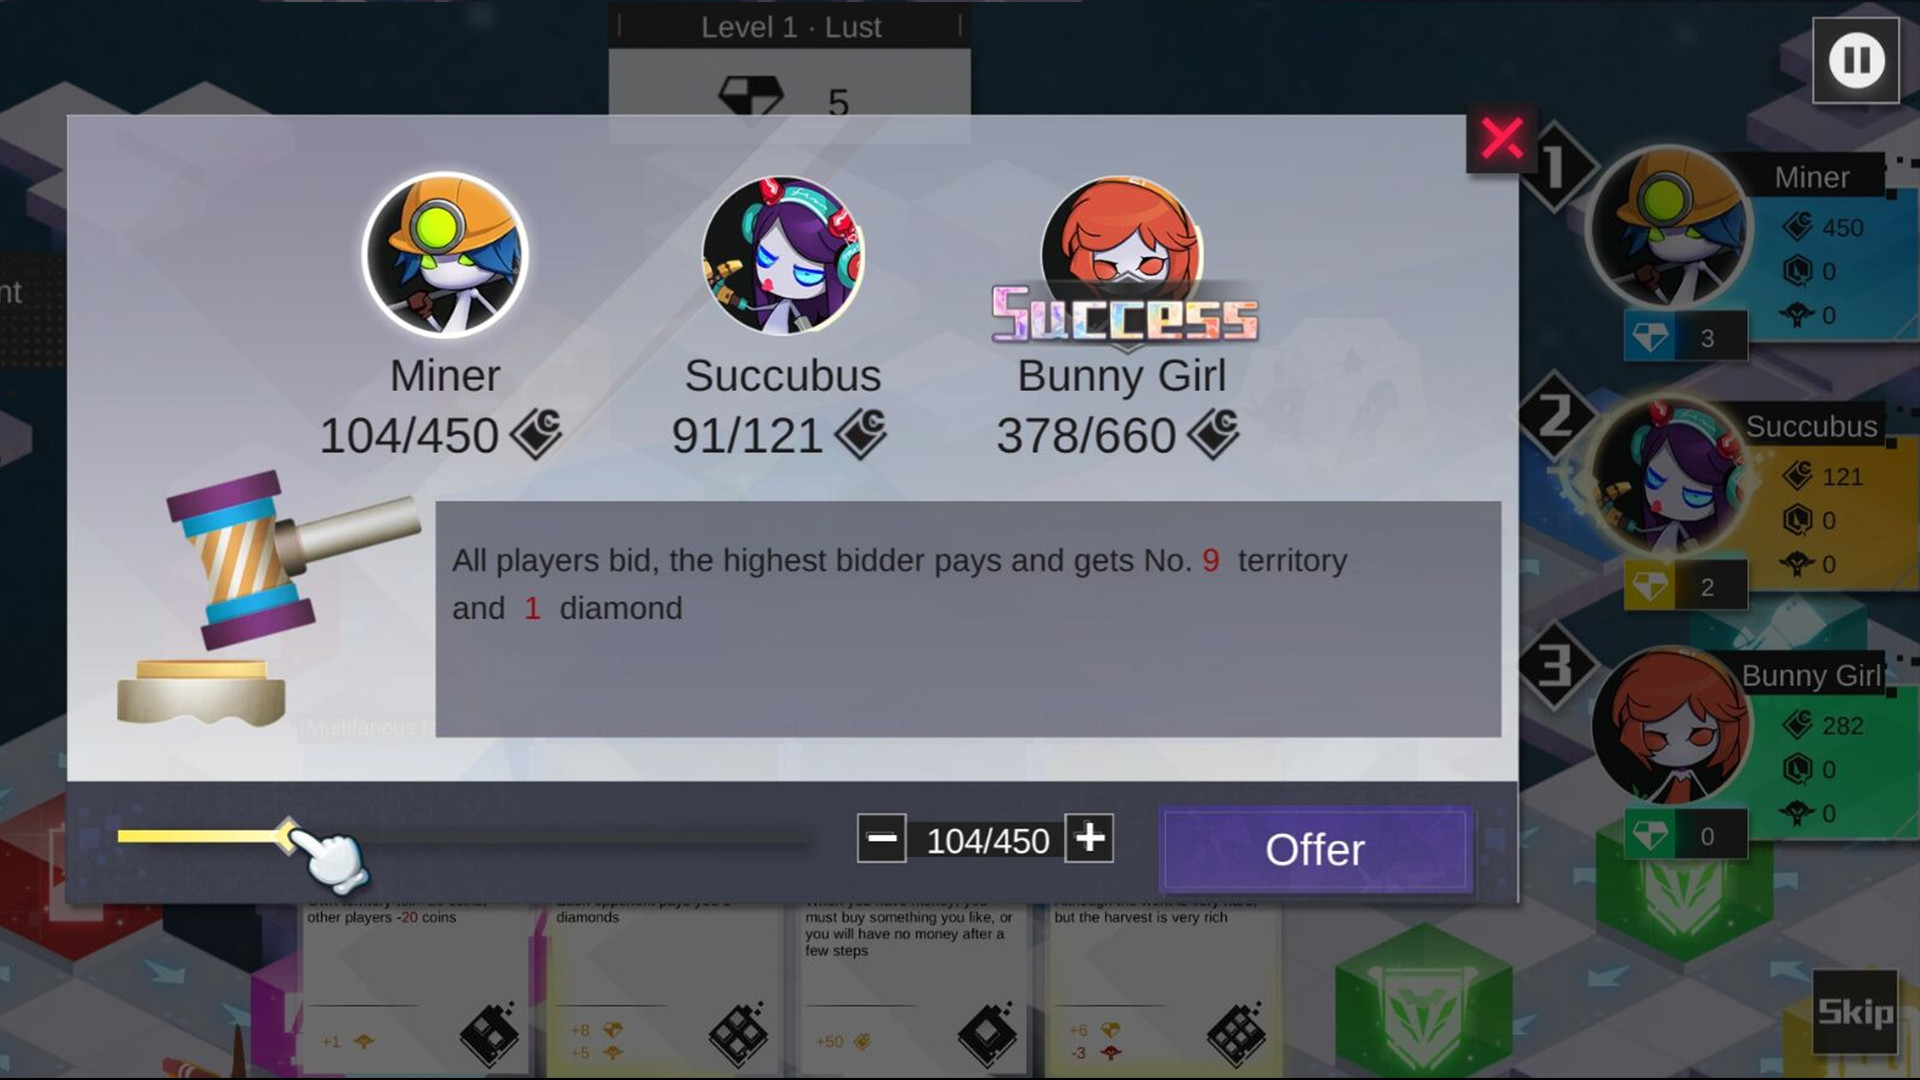 Level 1 · Lust
5
Success
Miner
Succubus
Bunny Girl
104/450
91/121
378/660
All players bid, the highest bidder pays and gets No. 9 territory
and 1 diamond
104/450
Offer
1
Miner
450
0
0
3
2
Succubus
121
0
0
2
3
Bunny Girl
282
0
0
0
nt
other players -20 coins
diamonds
must buy something you like, or
you will have no money after a
few steps
but the harvest is very rich
+1
+8
+5
+50
+6
-3
Skip